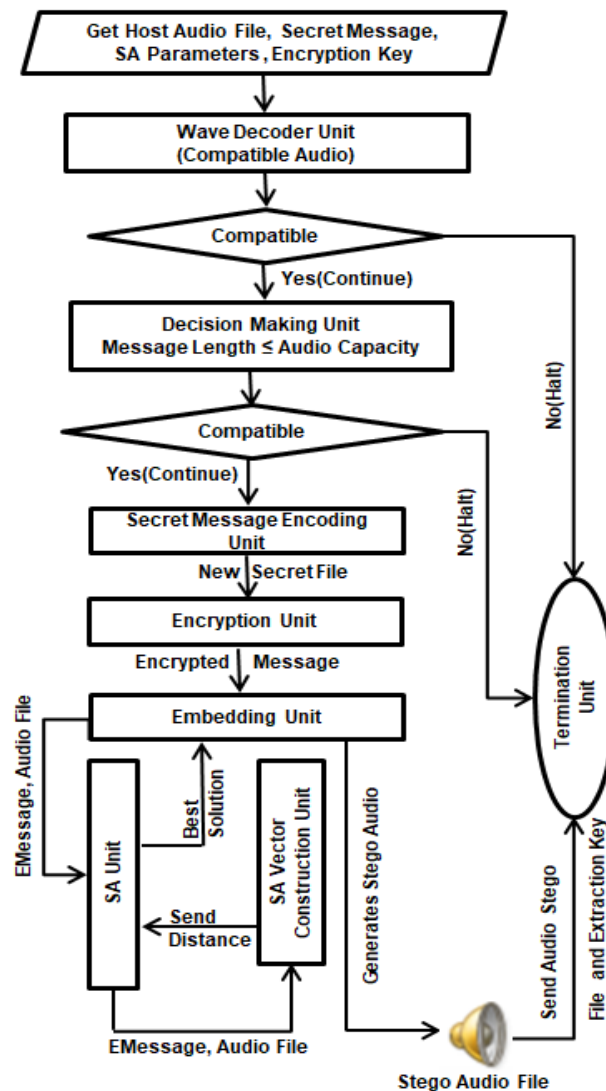 Get Host Audio File, Secret Message,
SA Parameters, Encryption Key
Wave Decoder Unit
(Compatible Audio)
Compatible
Yes(Continue)
No(Halt)
Decision Making Unit
Message Length ≤ Audio Capacity
Compatible
Yes(Continue)
No(Halt)
Secret Message Encoding
Unit
New Secret File
Encryption Unit
Encrypted Message
Embedding Unit
Termination
Unit
EMessage, Audio File
SA Unit
Best
Solution
SA Vector
Construction Unit
Send
Distance
EMessage, Audio File
Generates Stego Audio
Send Audio Stego
File and Extraction Key
Stego Audio File